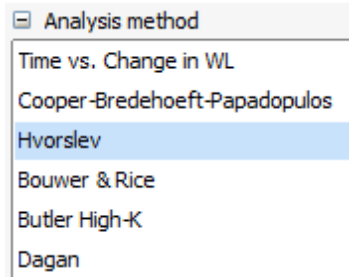 Analysis method
Time vs. Change in WL
Cooper-Bredehoeft-Papadopulos
Hvorslev
Bouwer & Rice
Butler High-K
Dagan